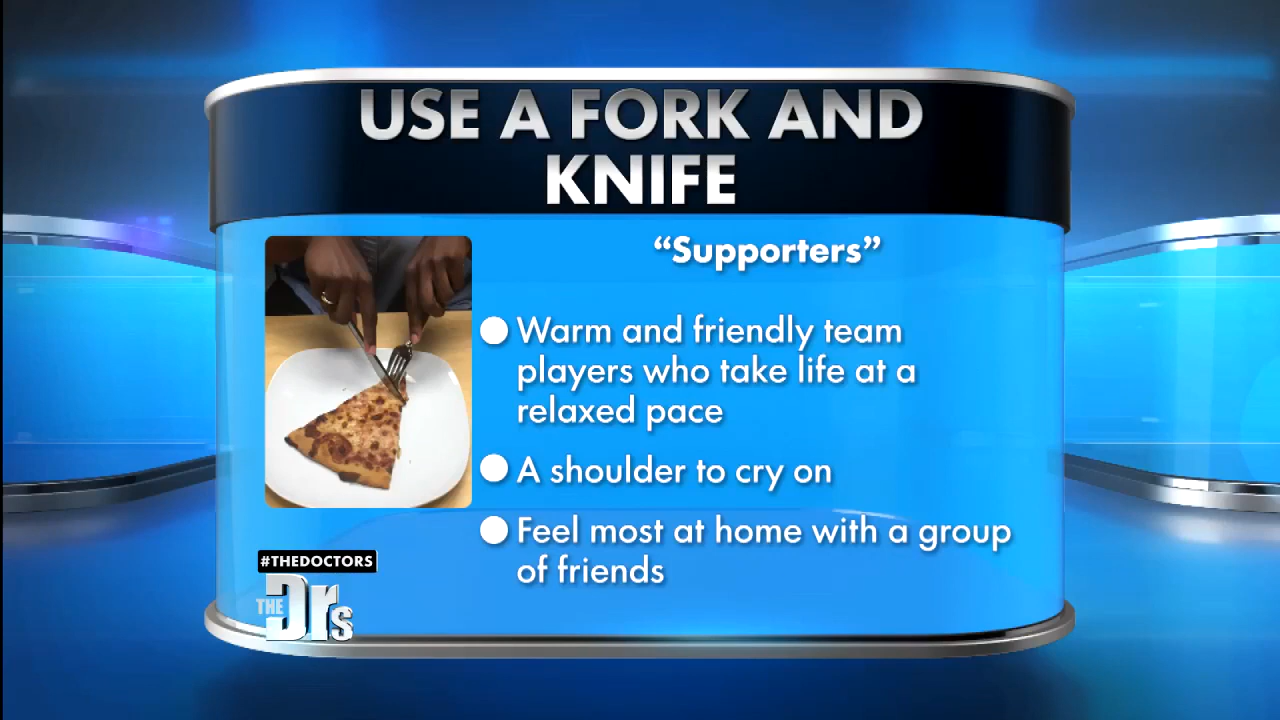 USE A FORK AND
KNIFE
“Supporters”
Warm and friendly team
players who take life at a
relaxed pace
A shoulder to cry on
Feel most at home with a group
of friends
#THEDOCTORS
THE Drs